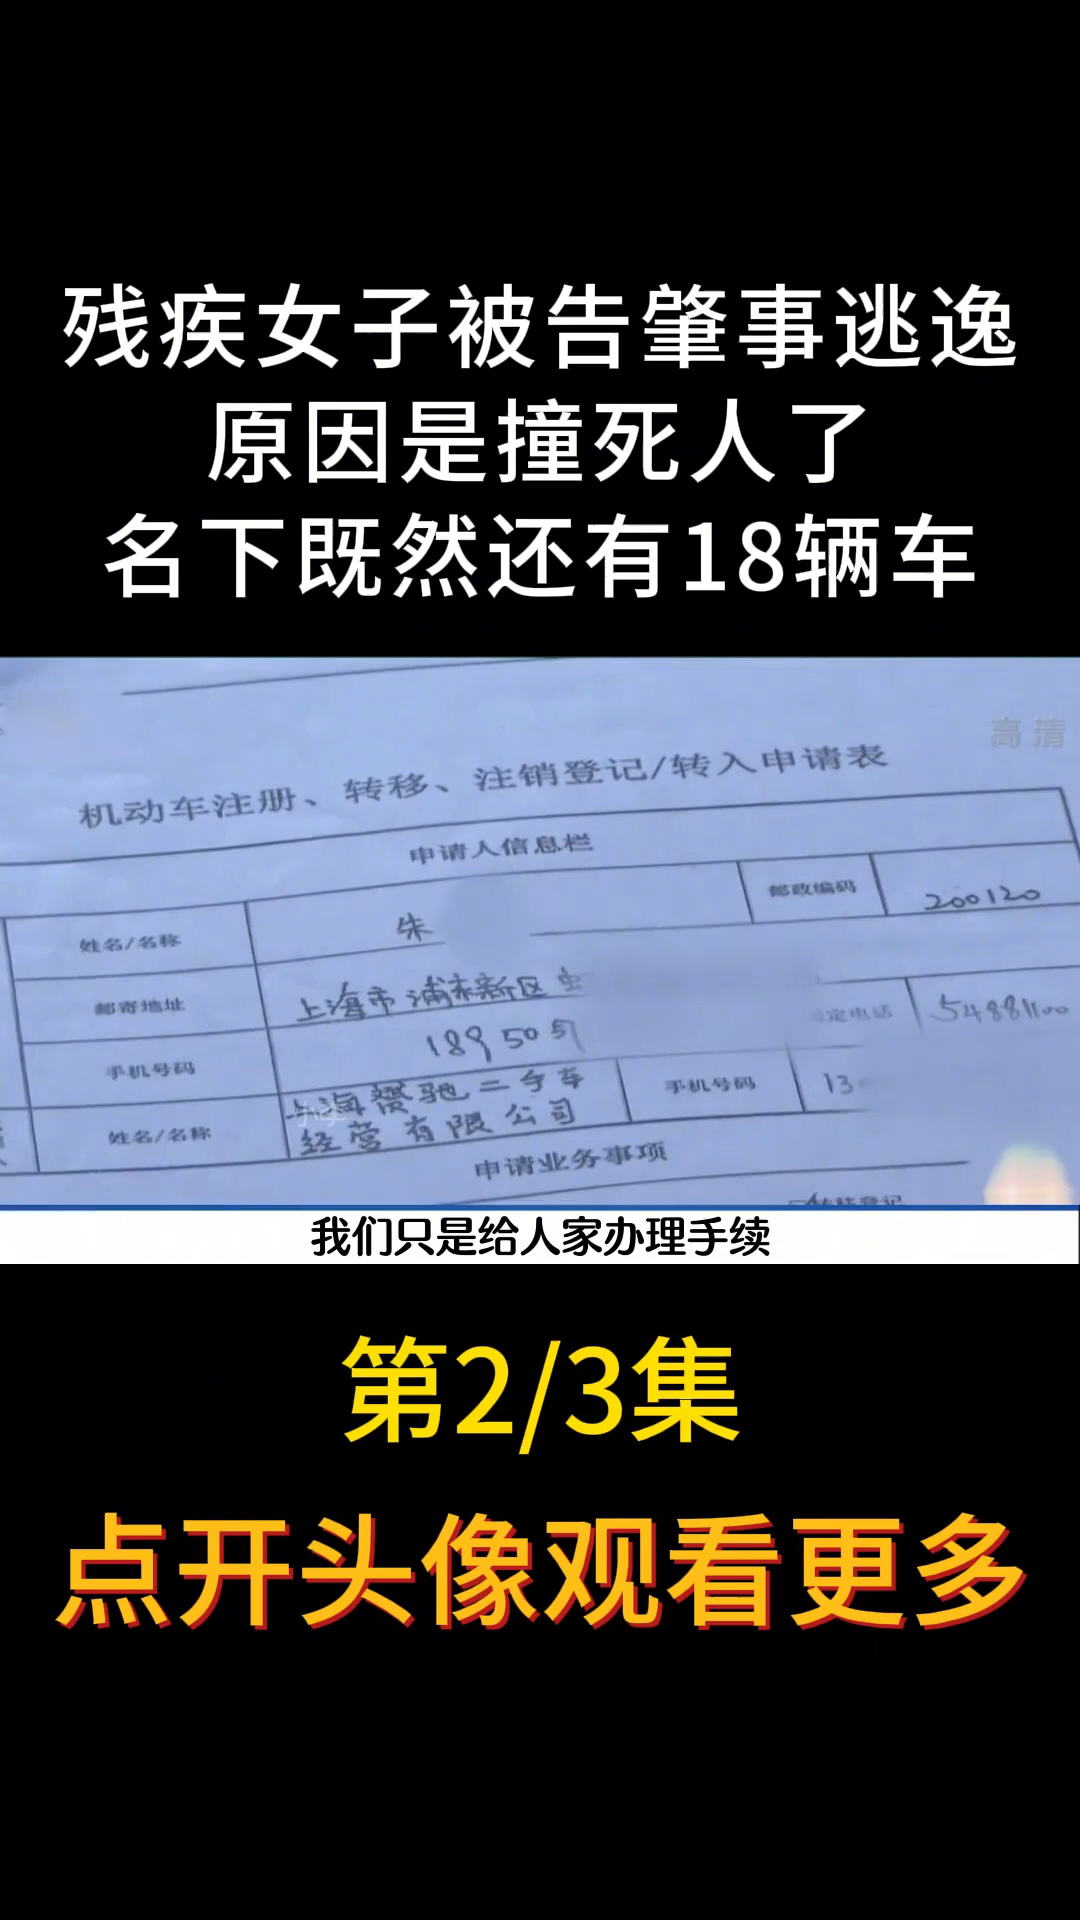 残疾女子被告肇事逃逸
原因是撞死人了
名下既然还有18辆车
高清
机动车注册、转移、注销登记/转入申请表
申请人信息栏
姓名/名称 朱 邮政编码 200120
邮寄地址 上海市浦东新区
定电话 54881100
手机号码 189505
姓名/名称 上海赟驰二手车经营有限公司 手机号码 13
申请业务事项
转移登记
我们只是给人家办理手续
第2/3集
点开头像观看更多